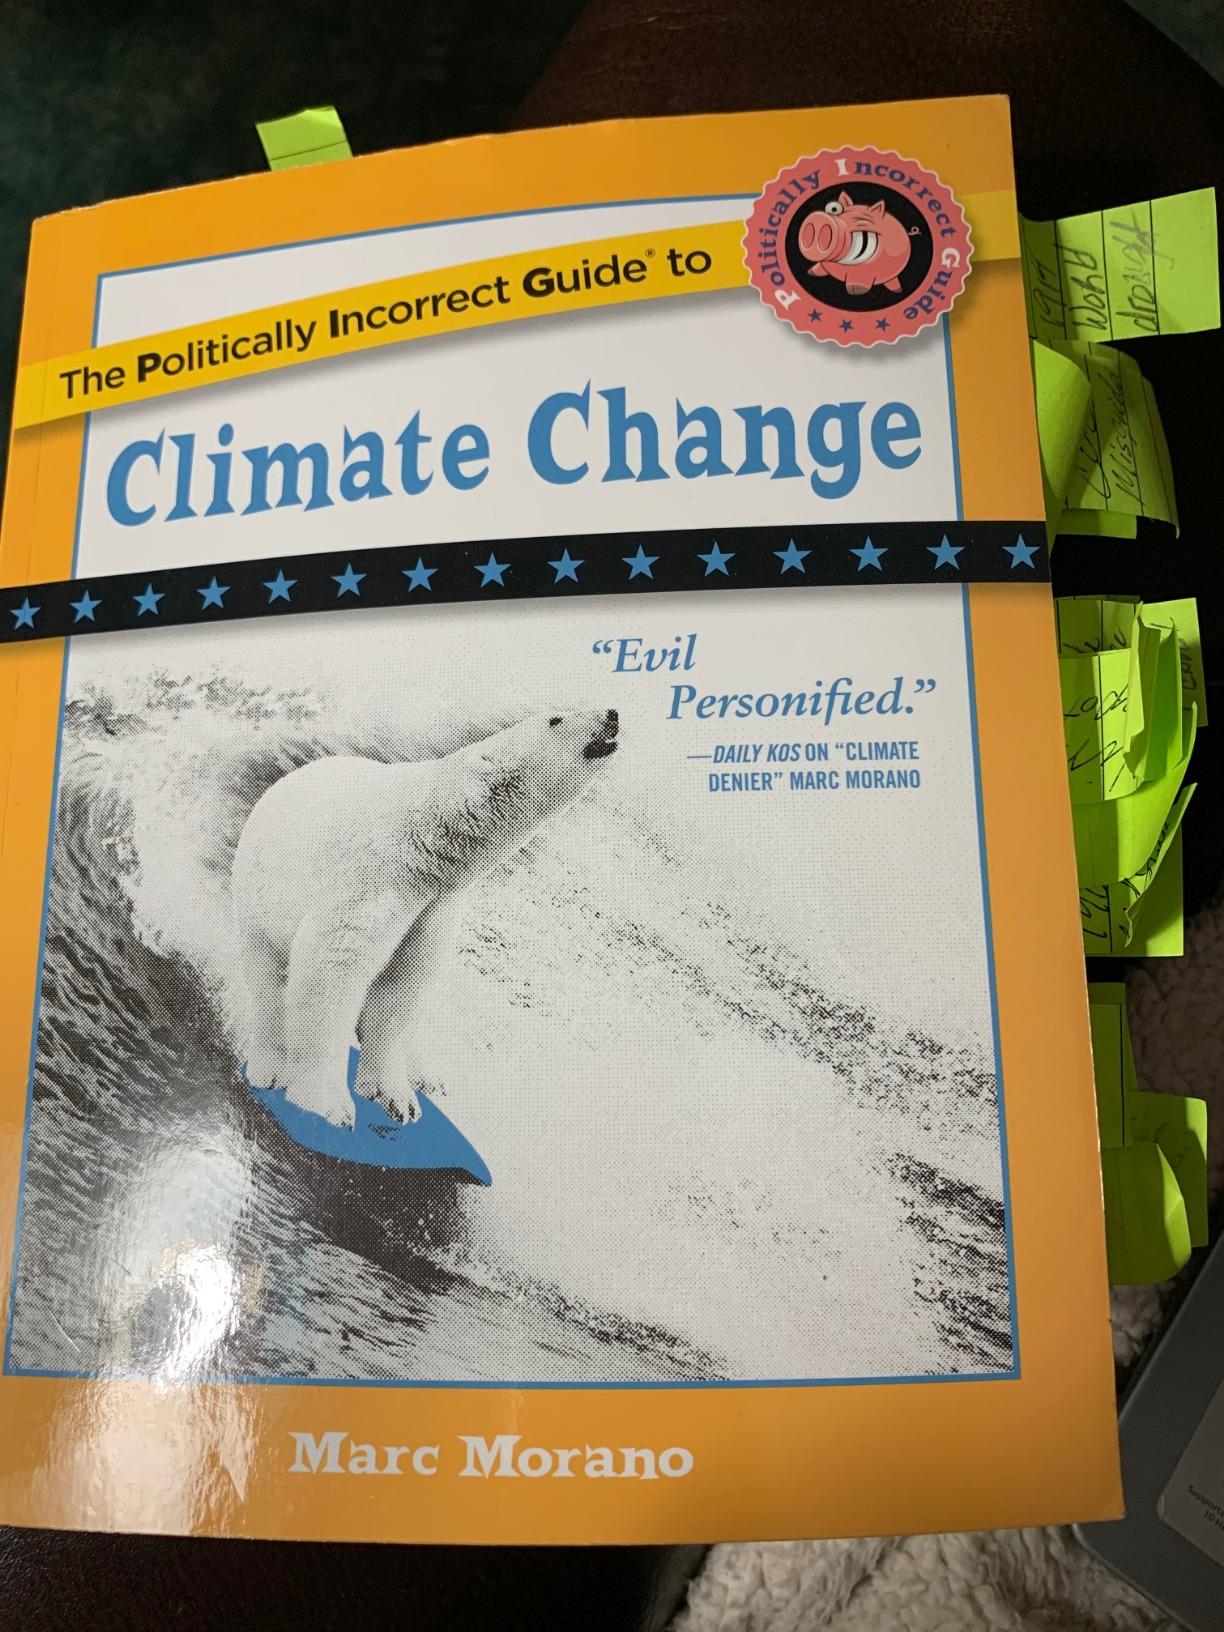 The Politically Incorrect Guide® to
Politically Incorrect Guide
Climate Change
“Evil
Personified.”
—DAILY KOS ON “CLIMATE
DENIER” MARC MORANO
Marc Morano
drought